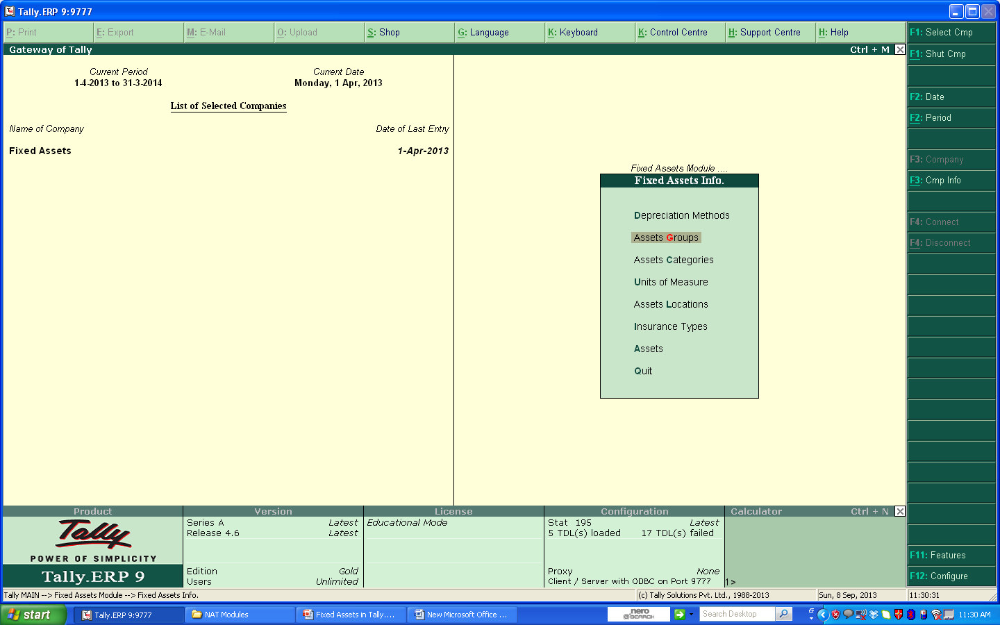 Tally.ERP 9:9777
P: Print
E: Export
M: E-Mail
O: Upload
S: Shop
G: Language
K: Keyboard
K: Control Centre
H: Support Centre
H: Help
Gateway of Tally
Ctrl + M
Current Period
1-4-2013 to 31-3-2014
Current Date
Monday, 1 Apr, 2013
List of Selected Companies
Name of Company
Date of Last Entry
Fixed Assets
1-Apr-2013
Fixed Assets Module ....
Fixed Assets Info.
Depreciation Methods
Assets Groups
Assets Categories
Units of Measure
Assets Locations
Insurance Types
Assets
Quit
F1: Select Cmp
F1: Shut Cmp
F2: Date
F2: Period
F3: Company
F3: Cmp Info
F4: Connect
F4: Disconnect
F11: Features
F12: Configure
Product
Tally
POWER OF SIMPLICITY
Tally.ERP 9
Version
Series A Latest
Release 4.6 Latest
Edition Gold
Users Unlimited
License
Educational Mode
Configuration
Stat 195 Latest
5 TDL(s) loaded 17 TDL(s) failed
Proxy None
Client / Server with ODBC on Port 9777
Calculator
Ctrl + N
1>
Tally MAIN --> Fixed Assets Module --> Fixed Assets Info.
(c) Tally Solutions Pvt. Ltd., 1988-2013
Sun, 8 Sep, 2013
11:30:31
start
Tally.ERP 9:9777
NAT Modules
Fixed Assets in Tally....
New Microsoft Office ...
nero
@SEARCH
Search Desktop
11:30 AM